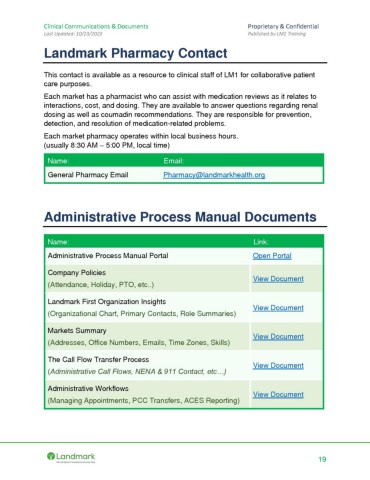 Clinical Communications & Documents Proprietary & Confidential
Last Updated: 10/23/2020 Published by LM1 Training
Landmark Pharmacy Contact
This contact is available as a resource to clinical staff of LM1 for collaborative patient
care purposes.
Each market has a pharmacist who can assist with medication reviews as it relates to
interactions, cost, and dosing. They are available to answer questions regarding renal
dosing as well as coumadin recommendations. They are responsible for prevention,
detection, and resolution of medication-related problems.
Each market pharmacy operates within local business hours.
(usually 8:30 AM – 5:00 PM, local time)
Name: Email:
General Pharmacy Email Pharmacy@landmarkhealth.org
Administrative Process Manual Documents
Name: Link:
Administrative Process Manual Portal Open Portal
Company Policies
(Attendance, Holiday, PTO, etc..) View Document
Landmark First Organization Insights
(Organizational Chart, Primary Contacts, Role Summaries) View Document
Markets Summary
(Addresses, Office Numbers, Emails, Time Zones, Skills) View Document
The Call Flow Transfer Process
(Administrative Call Flows, NENA & 911 Contact, etc…) View Document
Administrative Workflows
(Managing Appointments, PCC Transfers, ACES Reporting) View Document
Landmark
19